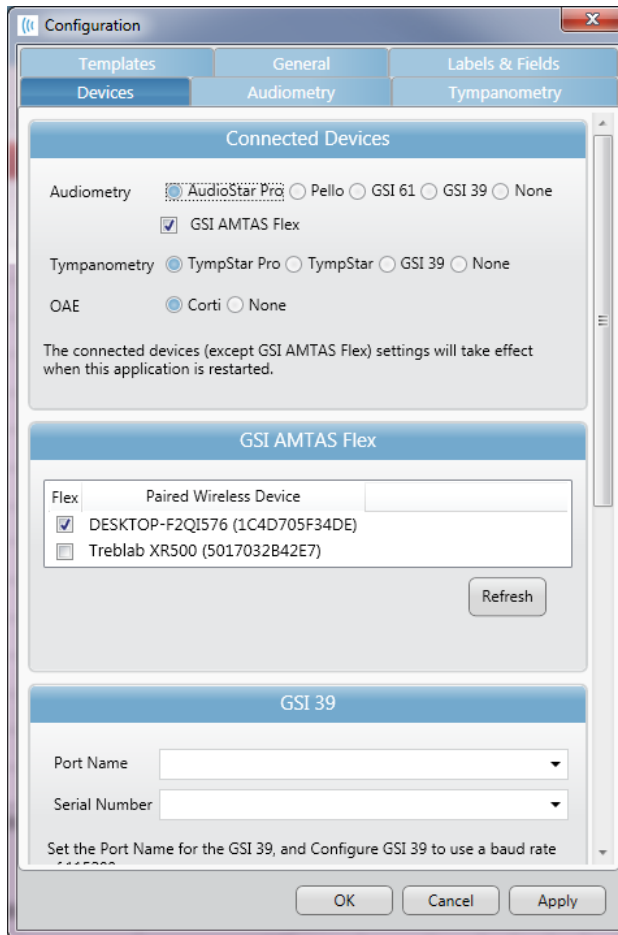 Configuration
Templates General Labels & Fields
Devices Audiometry Tympanometry
Connected Devices
Audiometry AudioStar Pro Pello GSI 61 GSI 39 None
GSI AMTAS Flex
Tympanometry TympStar Pro TympStar GSI 39 None
OAE Corti None
The connected devices (except GSI AMTAS Flex) settings will take effect
when this application is restarted.
GSI AMTAS Flex
Flex Paired Wireless Device
DESKTOP-F2QI576 (1C4D705F34DE)
Treblab XR500 (5017032B42E7)
Refresh
GSI 39
Port Name
Serial Number
Set the Port Name for the GSI 39, and Configure GSI 39 to use a baud rate
OK Cancel Apply